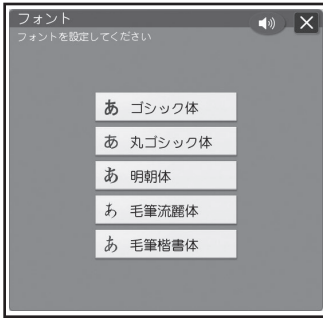 フォント
フォントを設定してください
あ ゴシック体
あ 丸ゴシック体
あ 明朝体
あ 毛筆流麗体
あ 毛筆楷書体